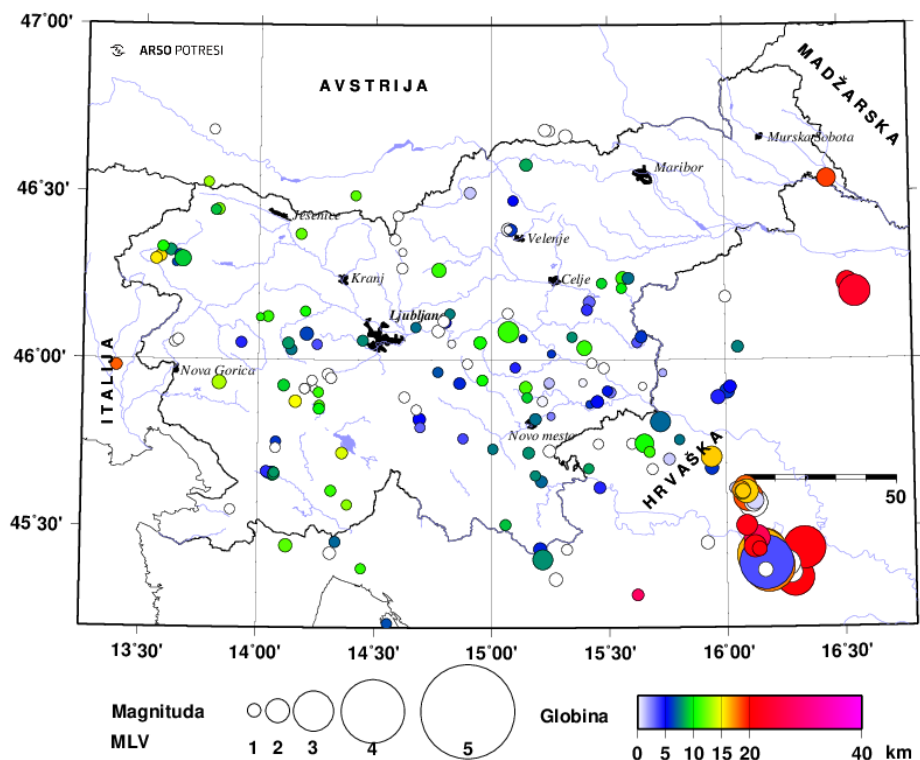 47°00'
ARSO POTRESI
AVSTRIJA
MADŽARSKA
Murska Sobota
Maribor
46°30'
Jesenice
Velenje
Kranj
Celje
Ljubljana
46°00'
ITALIJA
Nova Gorica
Novo mesto
HRVAŠKA
50
45°30'
13°30' 14°00' 14°30' 15°00' 15°30' 16°00' 16°30'
Magnituda
MLV
1 2 3 4 5
Globina
0 5 10 15 20 40 km